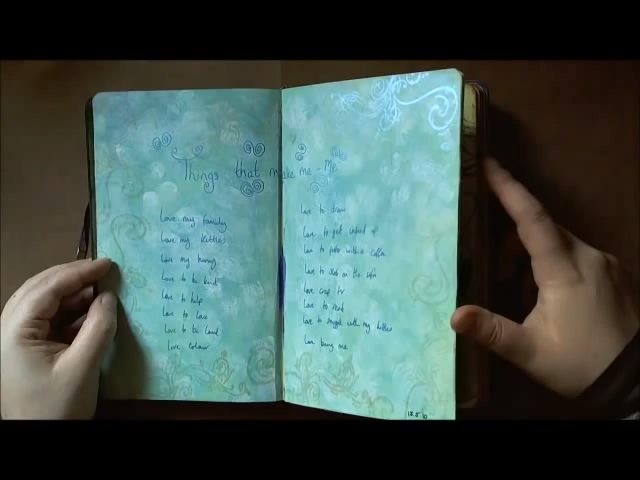 Things that make me - Me
Love my family
Love my kitties
Love my hubby
Love to be kind
Love to help
Love to love
Love to be loved
Love colour
Love to draw
Love to get inked up
Love to with a coffee
Love to on the sofa
Love crap tv
Love to read
Love to snuggle with my kitties
Love being me